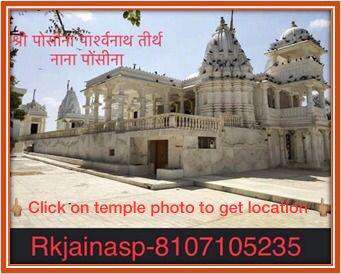 श्री पोसीना पार्श्वनाथ तीर्थ
नाना पोसीना
Click on temple photo to get location
Rkjainasp-8107105235